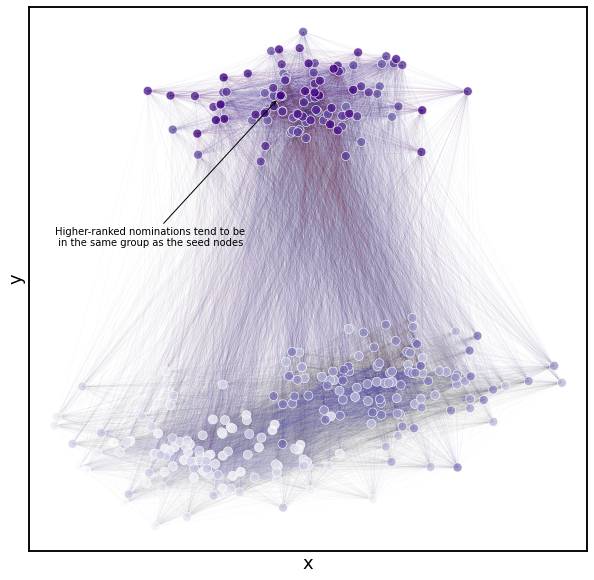 Higher-ranked nominations tend to be
in the same group as the seed nodes
y
x